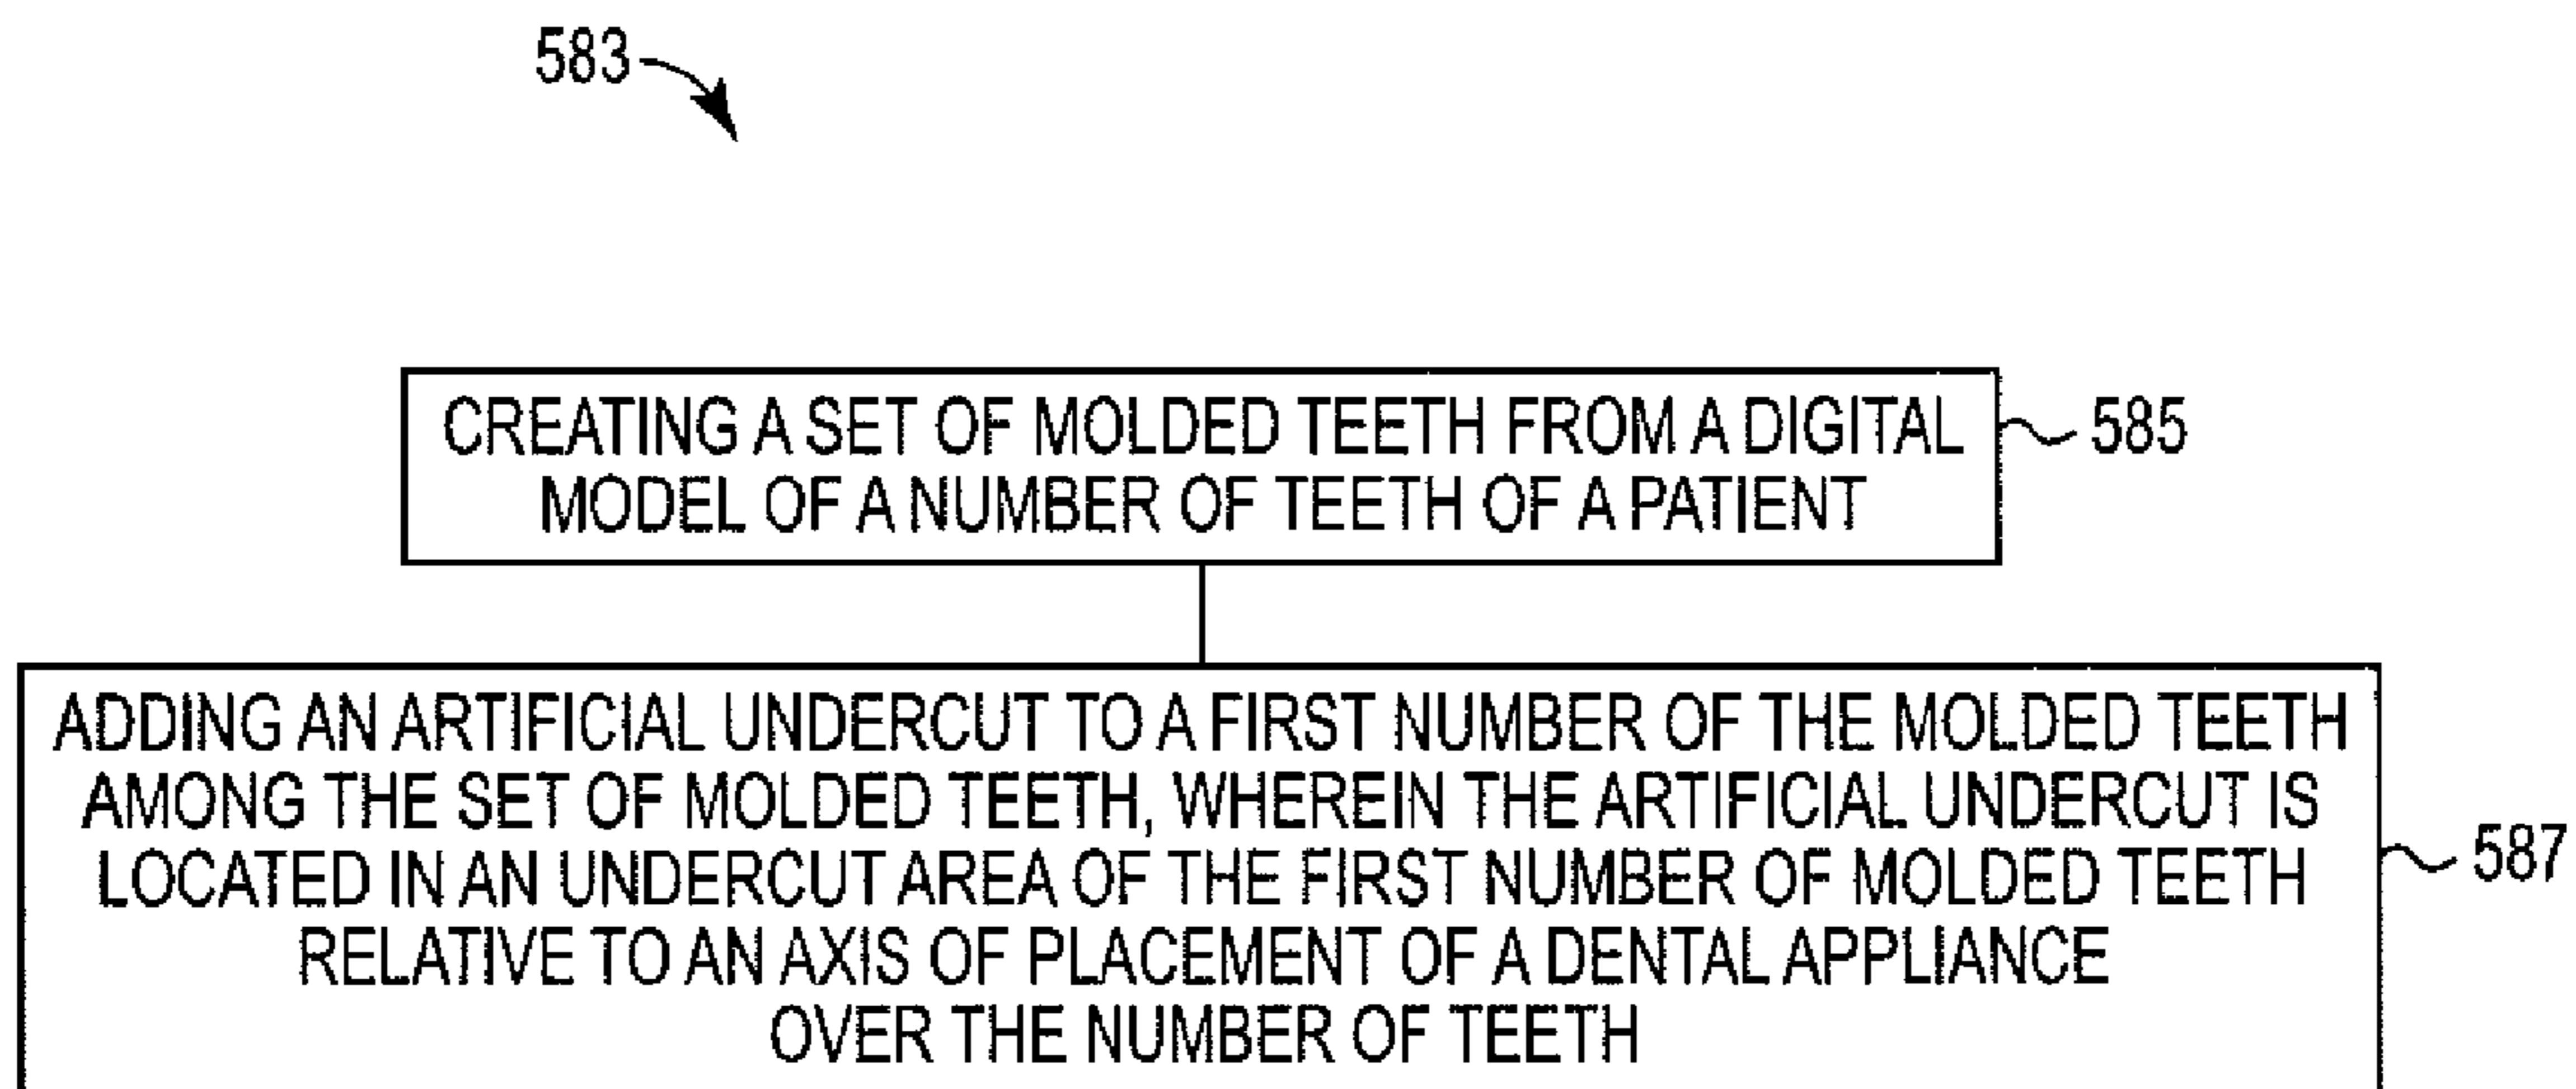 583
CREATING A SET OF MOLDED TEETH FROM A DIGITAL
MODEL OF A NUMBER OF TEETH OF A PATIENT
585
ADDING AN ARTIFICIAL UNDERCUT TO A FIRST NUMBER OF THE MOLDED TEETH
AMONG THE SET OF MOLDED TEETH, WHEREIN THE ARTIFICIAL UNDERCUT IS
LOCATED IN AN UNDERCUT AREA OF THE FIRST NUMBER OF MOLDED TEETH
RELATIVE TO AN AXIS OF PLACEMENT OF A DENTAL APPLIANCE
OVER THE NUMBER OF TEETH
587